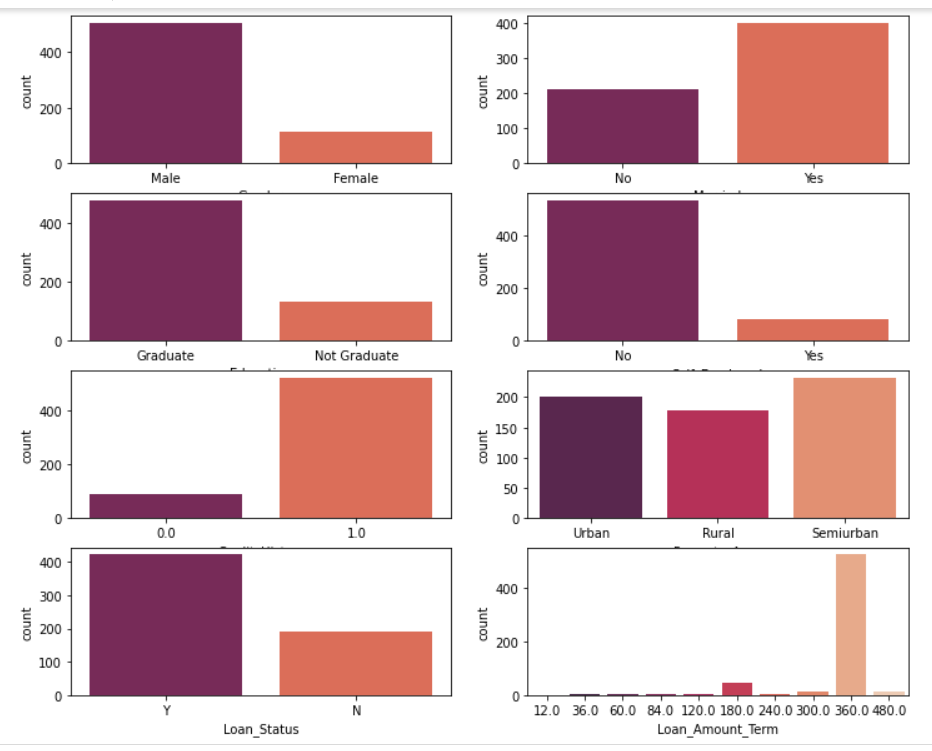 count
400
200
0
Male Female
count
400
300
200
100
0
No Yes
count
400
200
0
Graduate Not Graduate
count
400
200
0
No Yes
count
400
200
0
0.0 1.0
count
200
150
100
50
0
Urban Rural Semiurban
count
400
300
200
100
0
Y N
Loan_Status
count
400
200
0
12.0 36.0 60.0 84.0 120.0 180.0 240.0 300.0 360.0 480.0
Loan_Amount_Term